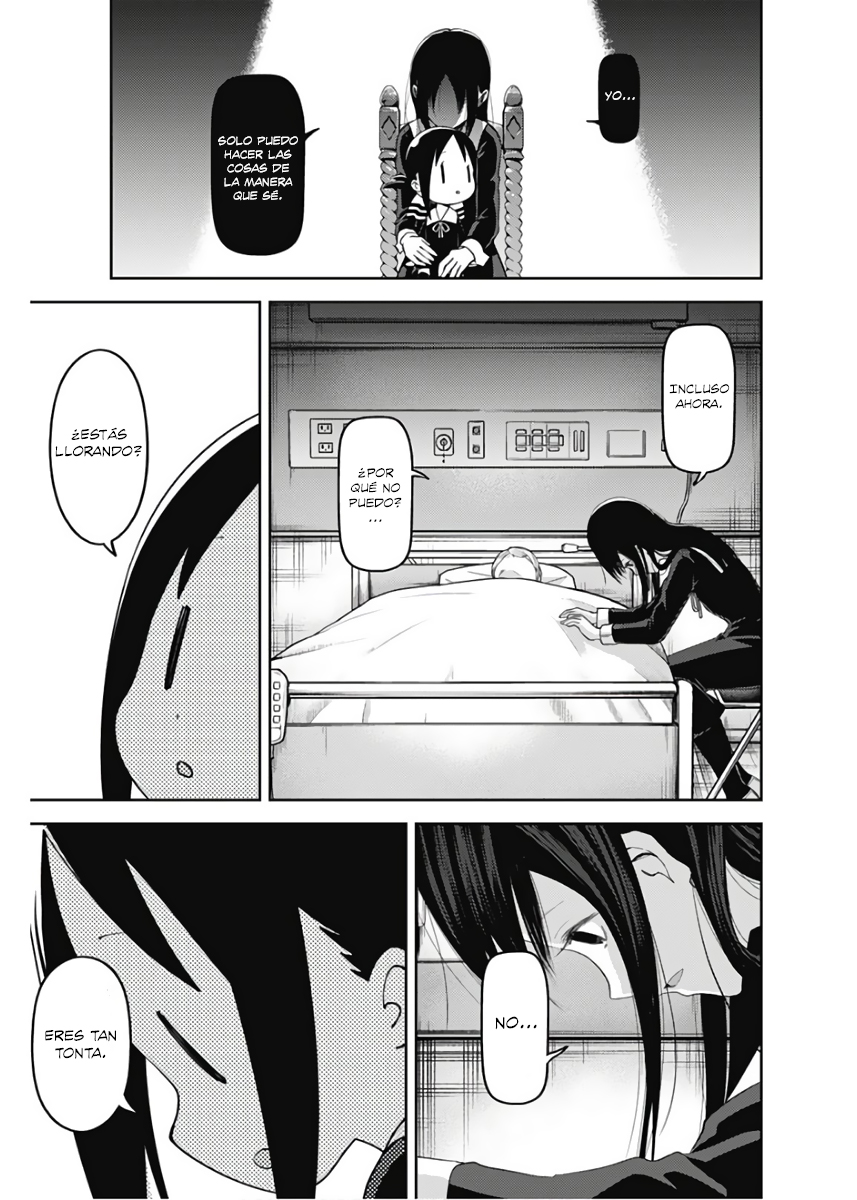 YO...
SOLO PUEDO
HACER LAS
COSAS DE
LA MANERA
QUE SÉ.
INCLUSO
AHORA.
¿POR
QUÉ NO
PUEDO?
...
¿ESTÁS
LLORANDO?
NO...
ERES TAN
TONTA.